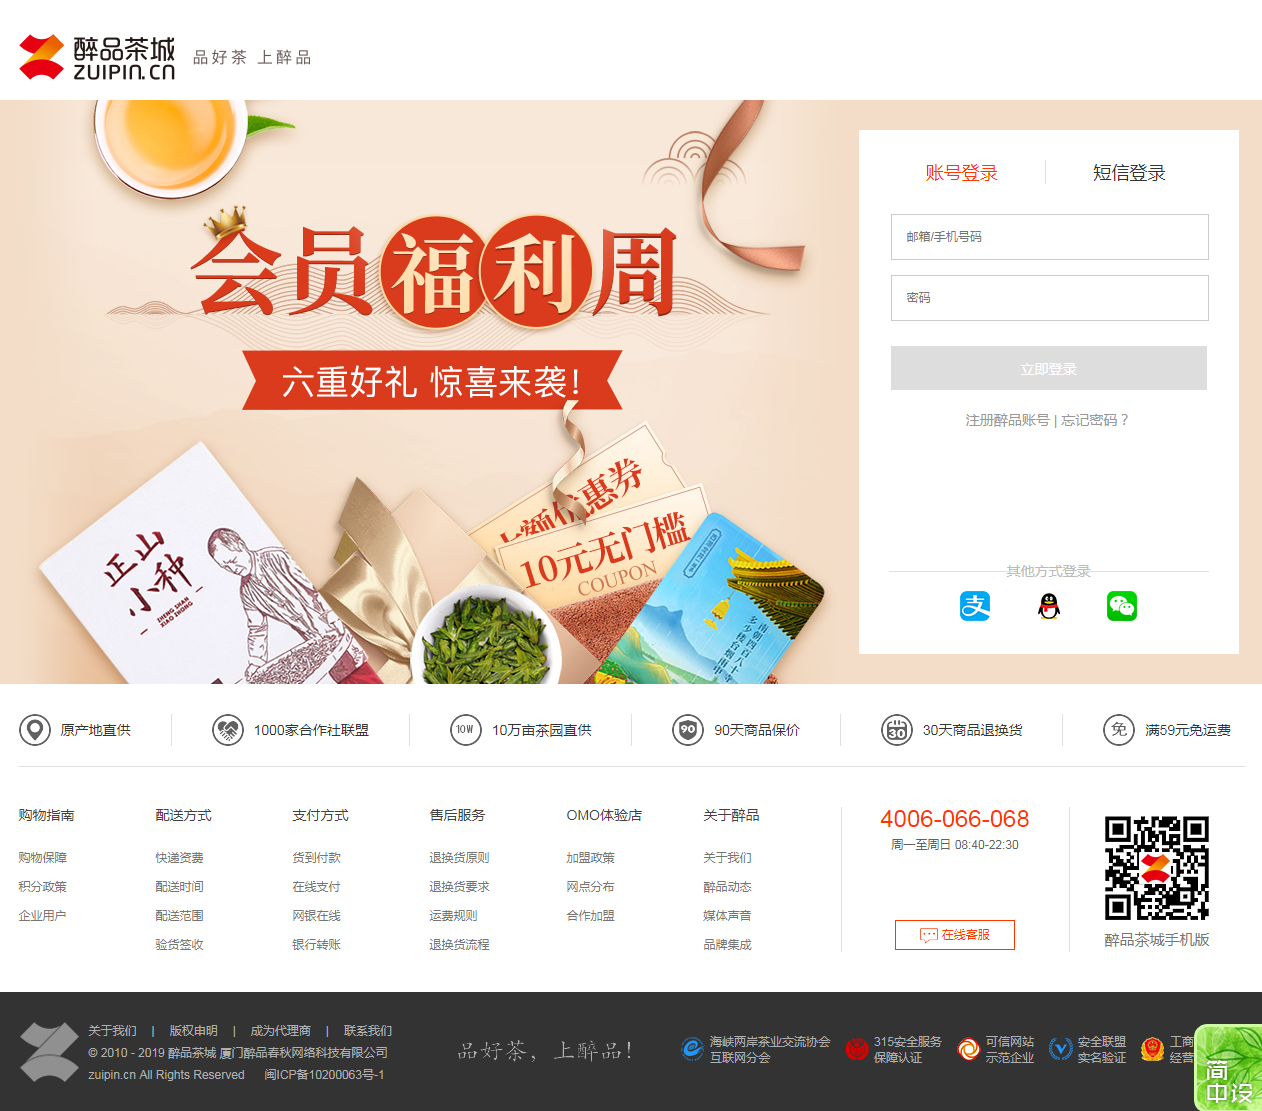 醉品茶城
ZUIPIN.CN
品好茶 上醉品
会员福利周
六重好礼 惊喜来袭!
正山
小种
ZHENG SHAN
XIAO ZHONG
优惠券
10元无门槛
COUPON
南朝四百八十寺
多少楼台烟雨中
账号登录
短信登录
邮箱/手机号码
密码
立即登录
注册醉品账号 | 忘记密码？
其他方式登录
支
原产地直供
1000家合作社联盟
10W 10万亩茶园直供
90 90天商品保价
30 30天商品退换货
免 满59元免运费
购物指南
购物保障
积分政策
企业用户
配送方式
快递资费
配送时间
配送范围
验货签收
支付方式
货到付款
在线支付
网银在线
银行转账
售后服务
退换货原则
退换货要求
运费规则
退换货流程
OMO体验店
加盟政策
网点分布
合作加盟
关于醉品
关于我们
醉品动态
媒体声音
品牌集成
4006-066-068
周一至周日 08:40-22:30
在线客服
醉品茶城手机版
关于我们 | 版权申明 | 成为代理商 | 联系我们
© 2010 - 2019 醉品茶城 厦门醉品春秋网络科技有限公司
zuipin.cn All Rights Reserved 闽ICP备10200063号-1
品好茶，上醉品！
海峡两岸茶业交流协会
互联网分会
315安全服务
保障认证
可信网站
示范企业
安全联盟
实名验证
工商
经营
简
中设